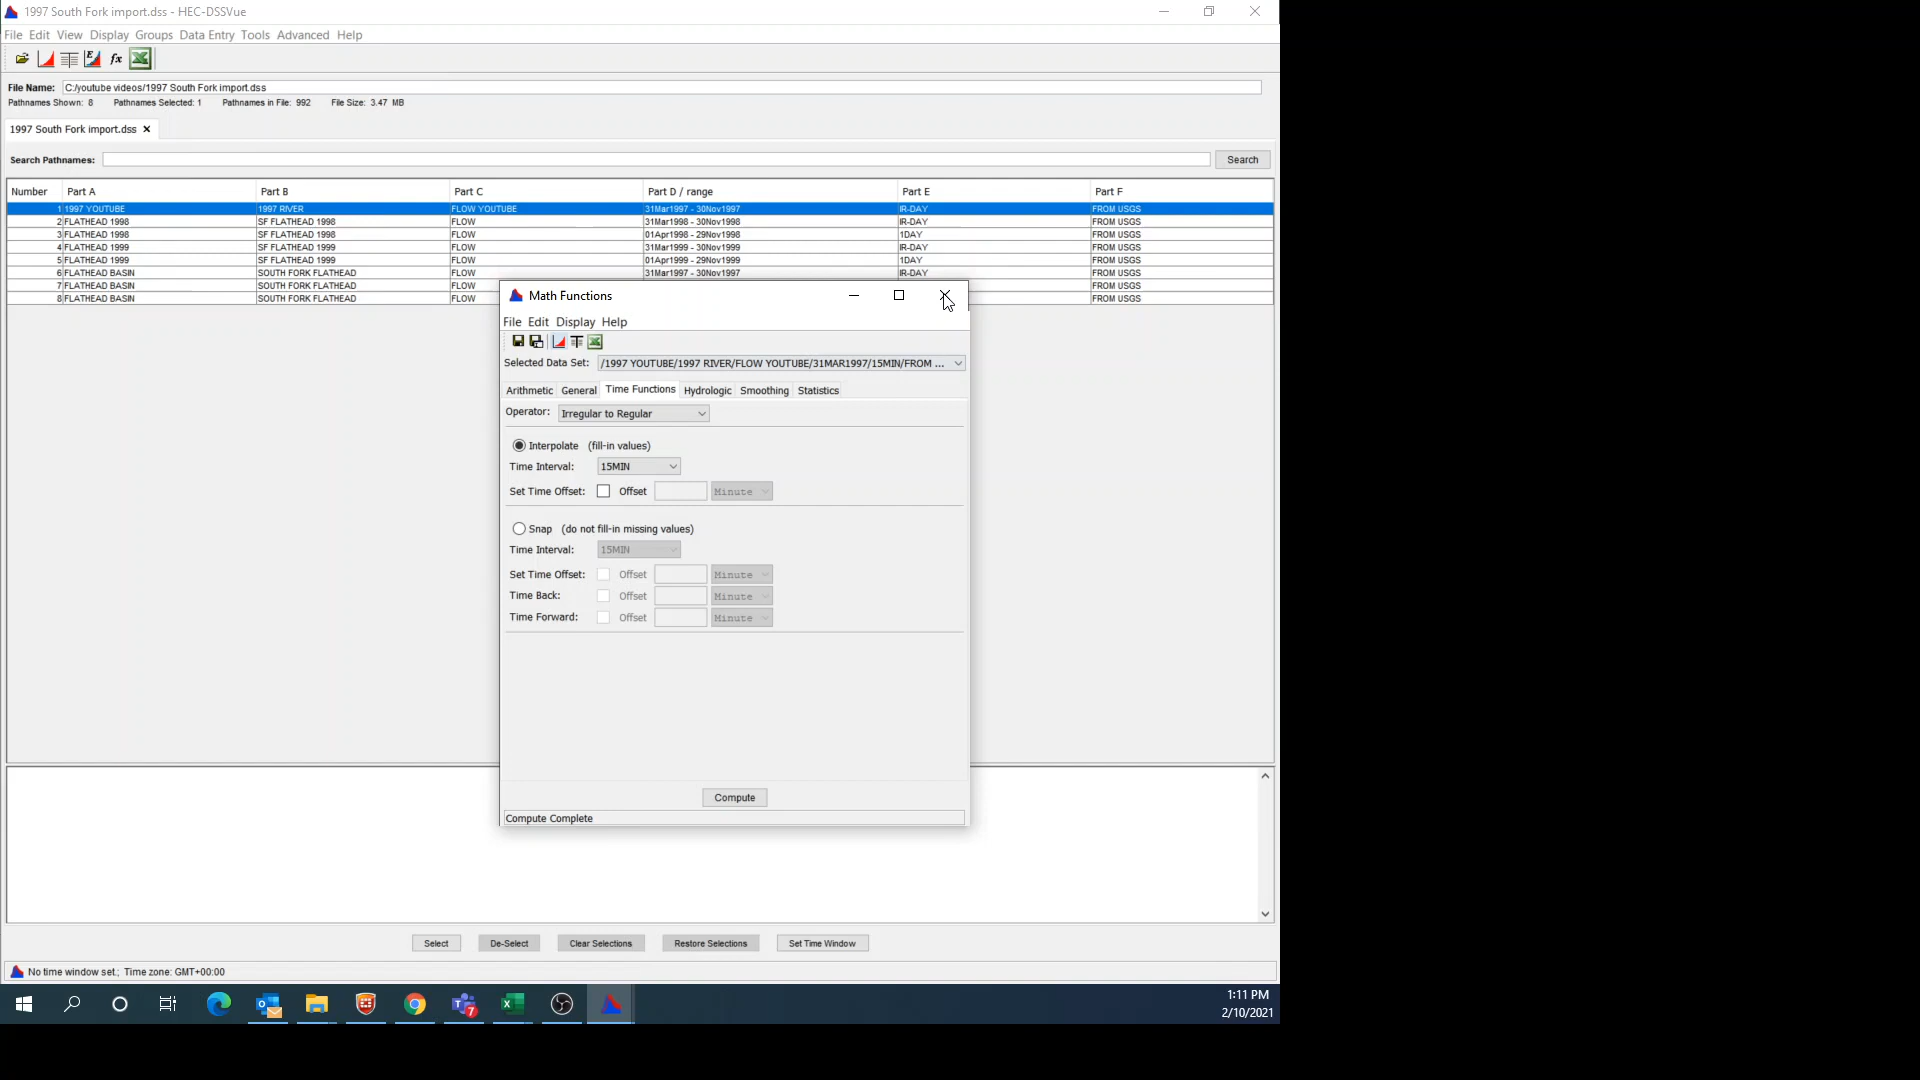 1997 South Fork import.dss - HEC-DSSVue
File Edit View Display Groups Data Entry Tools Advanced Help
File Name: C:/youtube videos/1997 South Fork import.dss
Pathnames Shown: 8 Pathnames Selected: 1 Pathnames in File: 992 File Size: 3.47 MB
1997 South Fork import.dss
Search Pathnames: Search
Number Part A Part B Part C Part D / range Part E Part F
1 1997 YOUTUBE 1997 RIVER FLOW YOUTUBE 31Mar1997 - 30Nov1997 IR-DAY FROM USGS
2 FLATHEAD 1998 SF FLATHEAD 1998 FLOW 31Mar1998 - 30Nov1998 IR-DAY FROM USGS
3 FLATHEAD 1998 SF FLATHEAD 1998 FLOW 01Apr1998 - 29Nov1998 1DAY FROM USGS
4 FLATHEAD 1999 SF FLATHEAD 1999 FLOW 31Mar1999 - 30Nov1999 IR-DAY FROM USGS
5 FLATHEAD 1999 SF FLATHEAD 1999 FLOW 01Apr1999 - 29Nov1999 1DAY FROM USGS
6 FLATHEAD BASIN SOUTH FORK FLATHEAD FLOW 31Mar1997 - 30Nov1997 IR-DAY FROM USGS
7 FLATHEAD BASIN SOUTH FORK FLATHEAD FLOW FROM USGS
8 FLATHEAD BASIN SOUTH FORK FLATHEAD FLOW FROM USGS
Math Functions
File Edit Display Help
Selected Data Set: /1997 YOUTUBE/1997 RIVER/FLOW YOUTUBE/31MAR1997/15MIN/FROM ...
Arithmetic General Time Functions Hydrologic Smoothing Statistics
Operator: Irregular to Regular
Interpolate (fill-in values)
Time Interval: 15MIN
Set Time Offset: Offset Minute
Snap (do not fill-in missing values)
Time Interval: 15MIN
Set Time Offset: Offset Minute
Time Back: Offset Minute
Time Forward: Offset Minute
Compute
Compute Complete
Select De-Select Clear Selections Restore Selections Set Time Window
No time window set.; Time zone: GMT+00:00
7
1:11 PM
2/10/2021